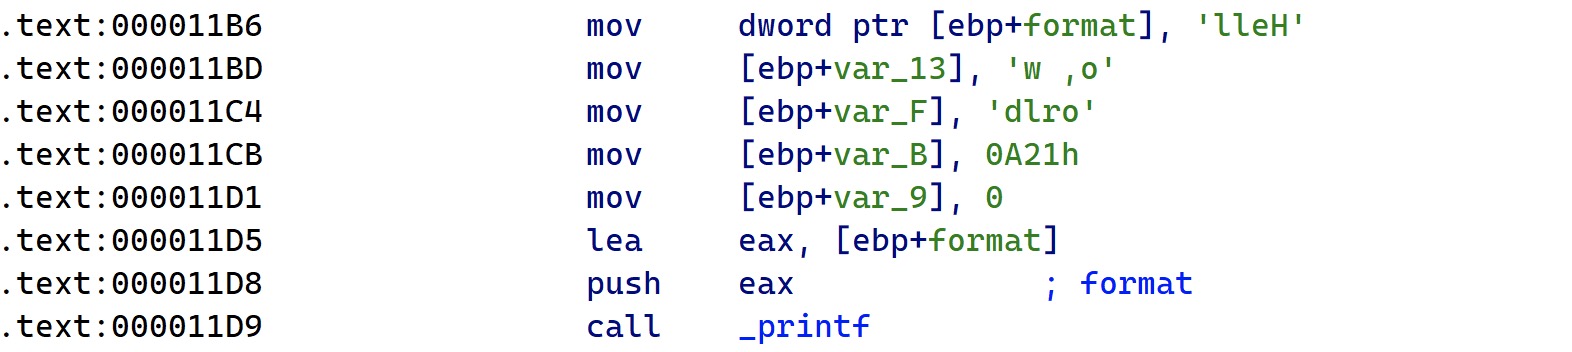 .text:000011B6 mov dword ptr [ebp+format], 'lleH'
.text:000011BD mov [ebp+var_13], 'w ,o'
.text:000011C4 mov [ebp+var_F], 'dlro'
.text:000011CB mov [ebp+var_B], 0A21h
.text:000011D1 mov [ebp+var_9], 0
.text:000011D5 lea eax, [ebp+format]
.text:000011D8 push eax ; format
.text:000011D9 call _printf